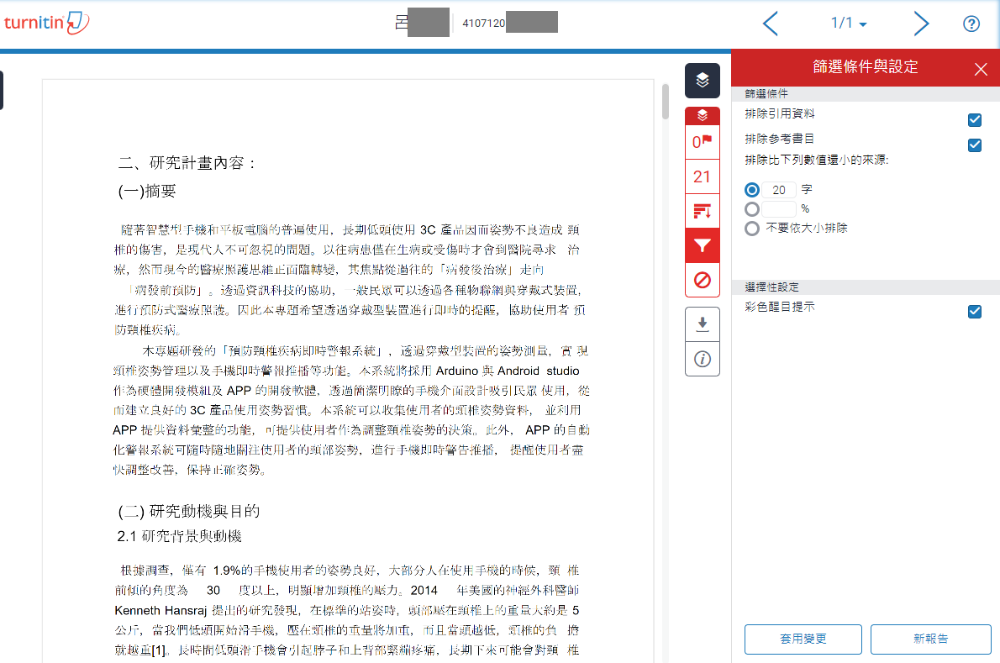 turnitin
呂
4107120
1/1
二、研究計畫內容：
(一)摘要
隨著智慧型手機和平板電腦的普遍使用，長期低頭使用 3C 產品因而姿勢不良造成 頸
椎的傷害，是現代人不可忽視的問題。以往病患僅在生病或受傷時才會到醫院尋求 治
療，然而現今的醫療照護思維正面臨轉變，其焦點從過往的「病發後治療」走向
「病發前預防」。透過資訊科技的協助，一般民眾可以透過各種物聯網與穿戴式裝置，
進行預防式醫療照護。因此本專題希望透過穿戴型裝置進行即時的提醒，協助使用者 預
防頸椎疾病。
本專題研發的「預防頸椎疾病即時警報系統」，透過穿戴型裝置的姿勢測量，實 現
頸椎姿勢管理以及手機即時警報推播等功能。本系統將採用 Arduino 與 Android studio
作為硬體開發模組及 APP 的開發軟體，透過簡潔明瞭的手機介面設計吸引民眾 使用，從
而建立良好的 3C 產品使用姿勢習慣。本系統可以收集使用者的頸椎姿勢資料， 並利用
APP 提供資料彙整的功能，可提供使用者作為調整頸椎姿勢的決策。此外， APP 的自動
化警報系統可隨時隨地關注使用者的頸部姿勢，進行手機即時警告推播， 提醒使用者盡
快調整改善，保持正確姿勢。
(二) 研究動機與目的
2.1 研究背景與動機
根據調查，僅有 1.9%的手機使用者的姿勢良好，大部分人在使用手機的時候，頸 椎
前傾的角度為 30 度以上，明顯增加頸椎的壓力。2014 年美國的神經外科醫師
Kenneth Hansraj 提出的研究發現，在標準的站姿時，頭部壓在頸椎上的重量大約是 5
公斤，當我們低頭開始滑手機，壓在頸椎的重量將加重，而且當頭越低，頸椎的負 擔
就越重[1]。長時間低頭滑手機會引起脖子和上背部緊繃疼痛，長期下來可能會對頸 椎
0
21
篩選條件與設定
篩選條件
排除引用資料
排除參考書目
排除比下列數值還小的來源:
20 字
%
不要依大小排除
選擇性設定
彩色醒目提示
套用變更
新報告